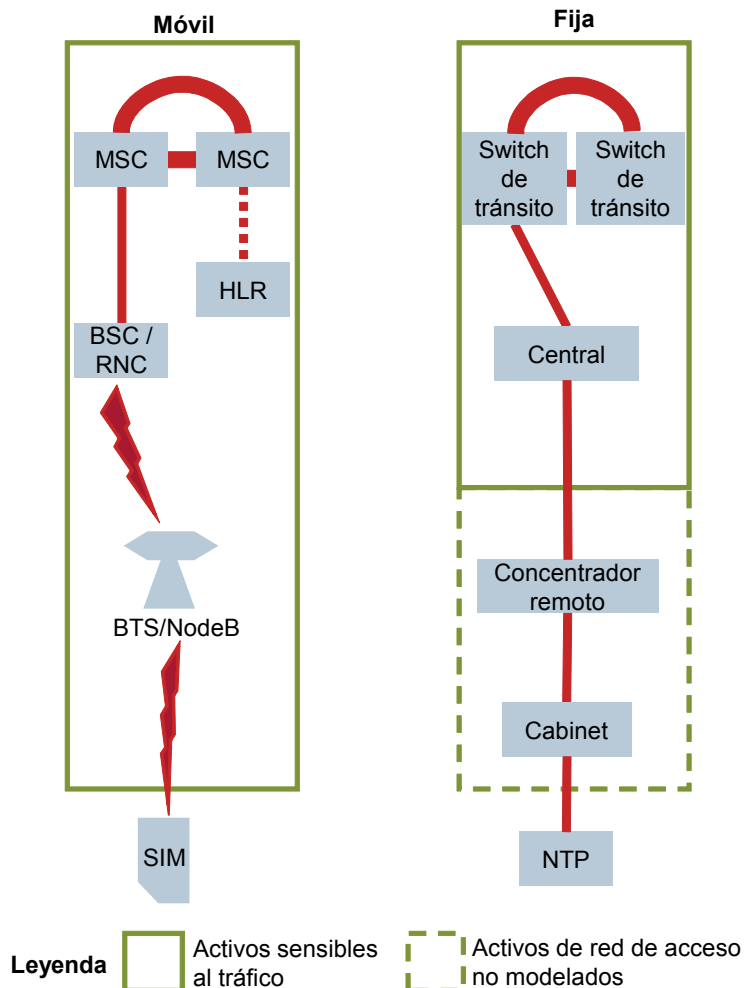 Móvil
MSC
MSC
HLR
BSC /
RNC
BTS/NodeB
SIM
Fija
Switch
de
tránsito
Switch
de
tránsito
Central
Concentrador
remoto
Cabinet
NTP
Leyenda
Activos sensibles
al tráfico
Activos de red de acceso
no modelados